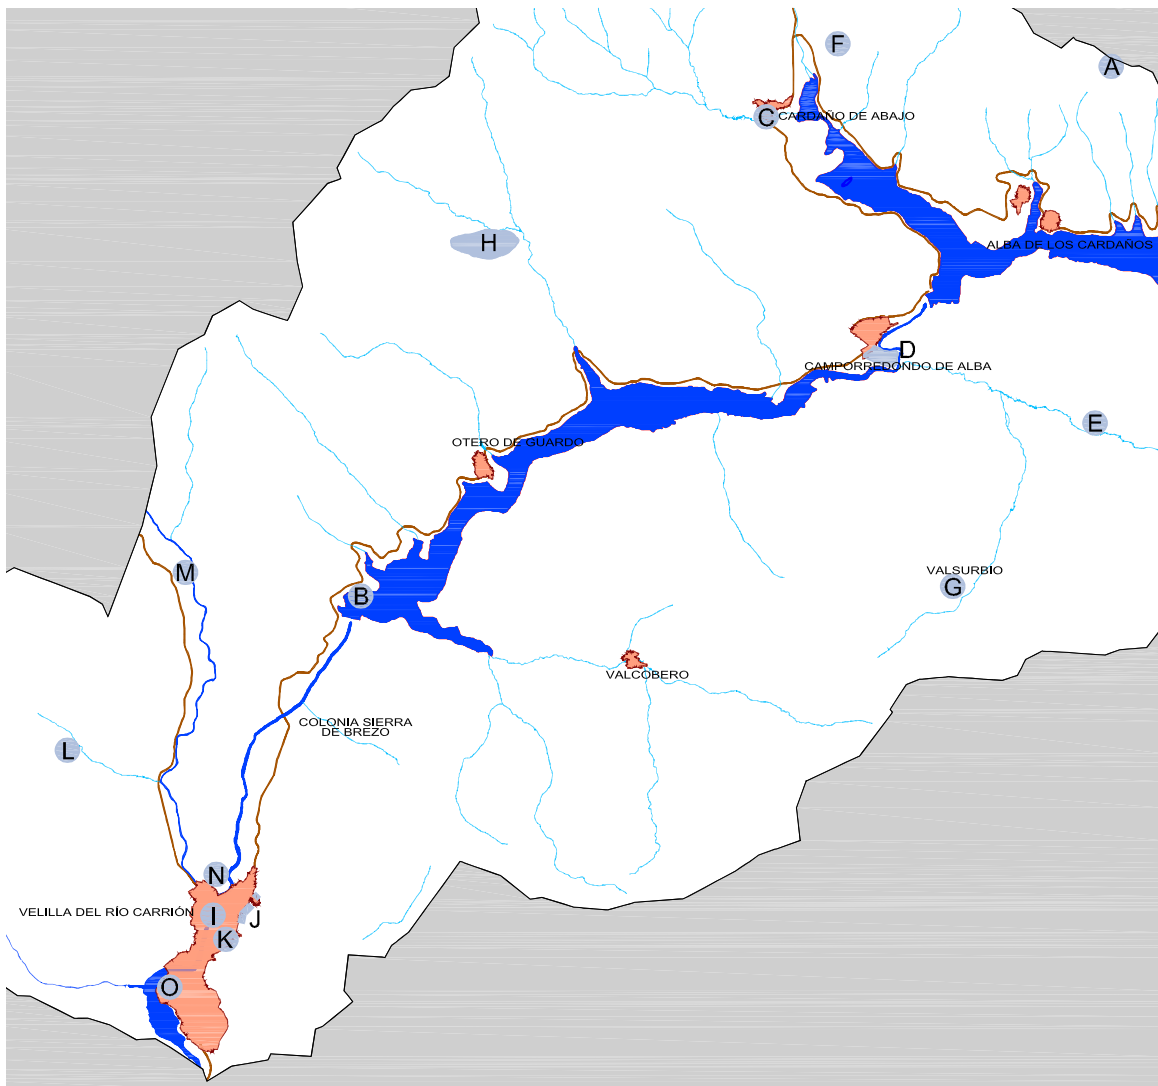 F
A
C
CARDAÑO DE ABAJO
H
ALBA DE LOS CARDAÑOS
D
CAMPORREDONDO DE ALBA
E
OTERO DE GUARDO
M
VALSURBIO
G
B
VALCOBERO
COLONIA SIERRA
DE BREZO
L
N
VELILLA DEL RÍO CARRIÓN
I
J
K
O